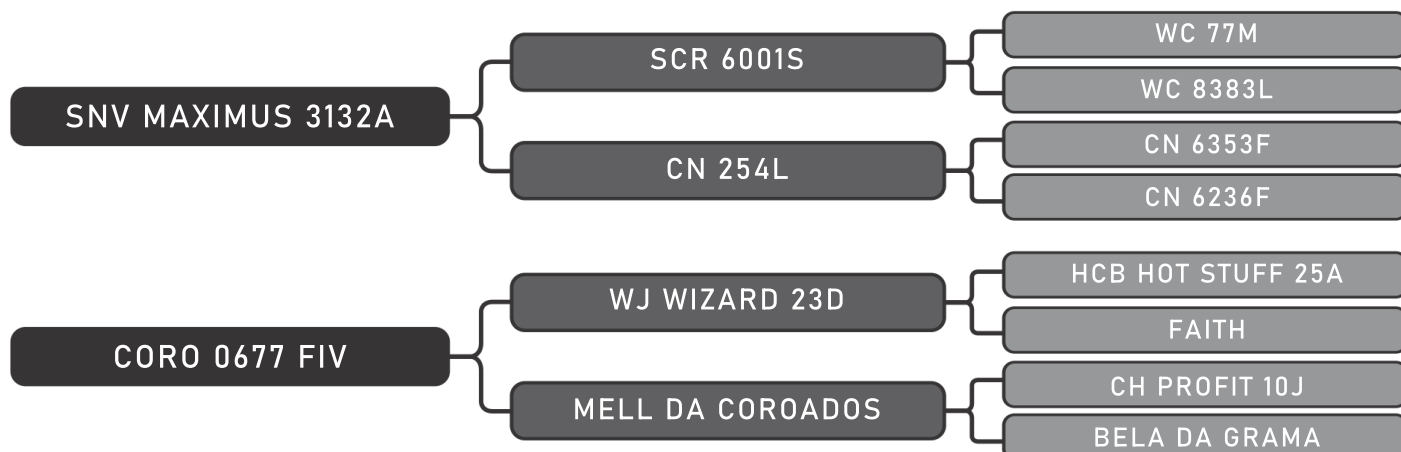 SNV MAXIMUS 3132A
SCR 6001S
WC 77M
WC 8383L
CN 254L
CN 6353F
CN 6236F
CORO 0677 FIV
WJ WIZARD 23D
HCB HOT STUFF 25A
FAITH
MELL DA COROADOS
CH PROFIT 10J
BELA DA GRAMA